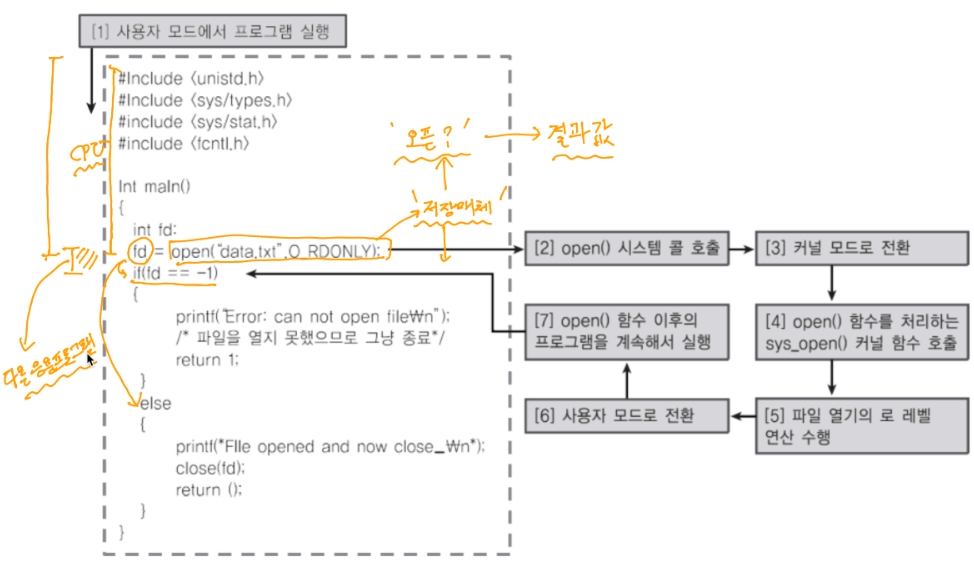 [1] 사용자 모드에서 프로그램 실행
#Include <unistd.h>
#Include <sys/types.h>
#include <sys/stat.h>
#include <fcntl.h>
CPU
'오픈?'
결과값
Int maIn()
{
'저장매체'
int fd:
fd = open("data.txt",O_RDONLY);
if(fd == -1)
{
printf("Error: can not open file₩n");
/* 파일을 열지 못했으므로 그냥 종료*/
return 1;
}
else
{
printf(*FIle opened and now close_₩n*);
close(fd);
return ();
}
}
다른 응용프로그램
[2] open() 시스템 콜 호출
[3] 커널 모드로 전환
[4] open() 함수를 처리하는
sys_open() 커널 함수 호출
[5] 파일 열기의 로 레벨
연산 수행
[6] 사용자 모드로 전환
[7] open() 함수 이후의
프로그램을 계속해서 실행